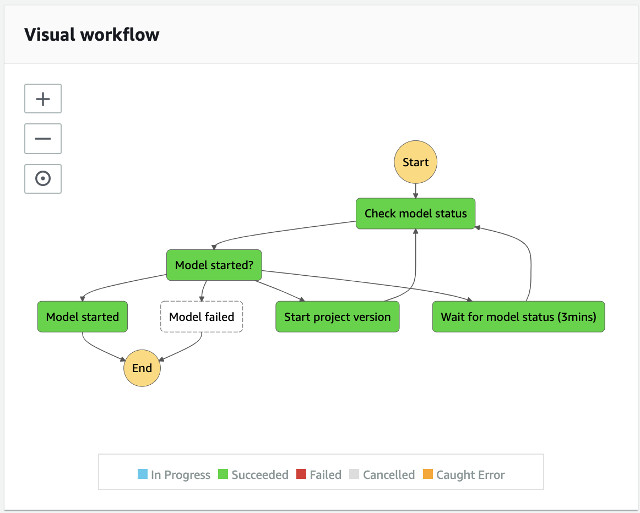 Visual workflow
Start
Check model status
Model started?
Model started
Model failed
Start project version
Wait for model status (3mins)
End
In Progress
Succeeded
Failed
Cancelled
Caught Error